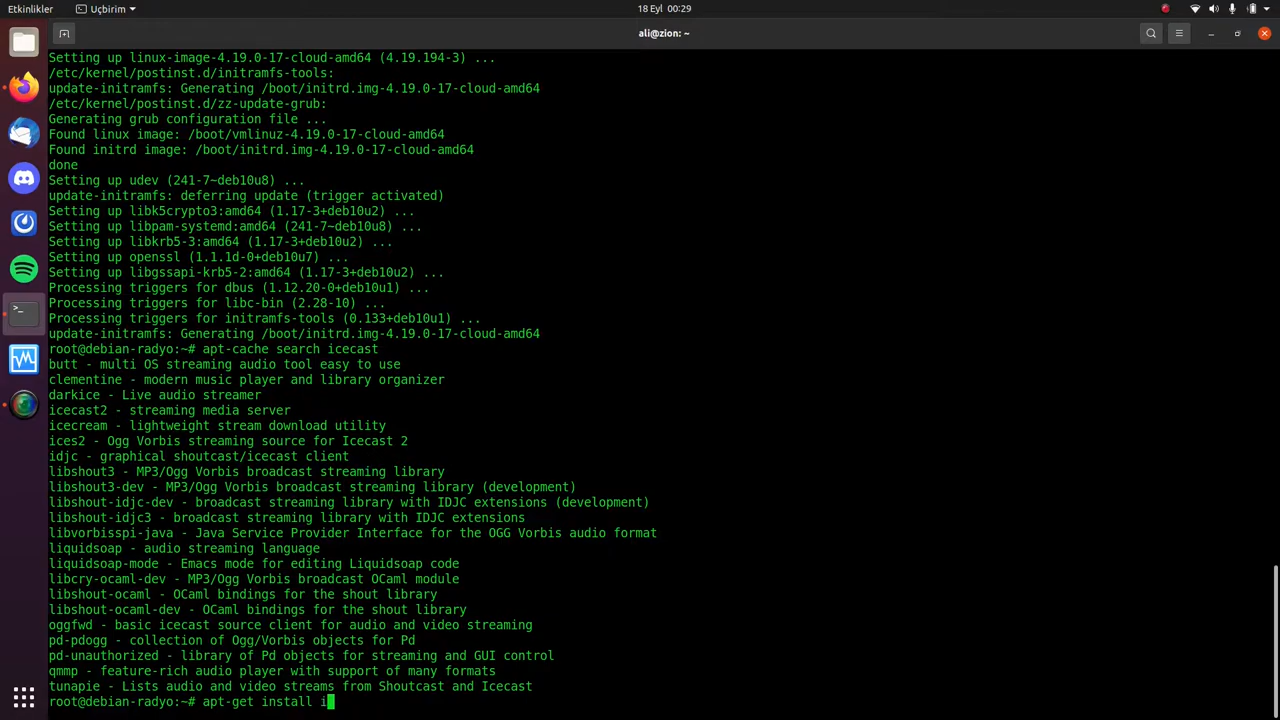 Etkinlikler
Uçbirim
18 Eyl 00:29
ali@zion: ~
Setting up linux-image-4.19.0-17-cloud-amd64 (4.19.194-3) ...
/etc/kernel/postinst.d/initramfs-tools:
update-initramfs: Generating /boot/initrd.img-4.19.0-17-cloud-amd64
/etc/kernel/postinst.d/zz-update-grub:
Generating grub configuration file ...
Found linux image: /boot/vmlinuz-4.19.0-17-cloud-amd64
Found initrd image: /boot/initrd.img-4.19.0-17-cloud-amd64
done
Setting up udev (241-7~deb10u8) ...
update-initramfs: deferring update (trigger activated)
Setting up libk5crypto3:amd64 (1.17-3+deb10u2) ...
Setting up libpam-systemd:amd64 (241-7~deb10u8) ...
Setting up libkrb5-3:amd64 (1.17-3+deb10u2) ...
Setting up openssl (1.1.1d-0+deb10u7) ...
Setting up libgssapi-krb5-2:amd64 (1.17-3+deb10u2) ...
Processing triggers for dbus (1.12.20-0+deb10u1) ...
Processing triggers for libc-bin (2.28-10) ...
Processing triggers for initramfs-tools (0.133+deb10u1) ...
update-initramfs: Generating /boot/initrd.img-4.19.0-17-cloud-amd64
root@debian-radyo:~# apt-cache search icecast
butt - multi OS streaming audio tool easy to use
clementine - modern music player and library organizer
darkice - Live audio streamer
icecast2 - streaming media server
icecream - lightweight stream download utility
ices2 - Ogg Vorbis streaming source for Icecast 2
idjc - graphical shoutcast/icecast client
libshout3 - MP3/Ogg Vorbis broadcast streaming library
libshout3-dev - MP3/Ogg Vorbis broadcast streaming library (development)
libshout-idjc-dev - broadcast streaming library with IDJC extensions (development)
libshout-idjc3 - broadcast streaming library with IDJC extensions
libvorbisspi-java - Java Service Provider Interface for the OGG Vorbis audio format
liquidsoap - audio streaming language
liquidsoap-mode - Emacs mode for editing Liquidsoap code
libcry-ocaml-dev - MP3/Ogg Vorbis broadcast OCaml module
libshout-ocaml - OCaml bindings for the shout library
libshout-ocaml-dev - OCaml bindings for the shout library
oggfwd - basic icecast source client for audio and video streaming
pd-pdogg - collection of Ogg/Vorbis objects for Pd
pd-unauthorized - library of Pd objects for streaming and GUI control
qmmp - feature-rich audio player with support of many formats
tunapie - Lists audio and video streams from Shoutcast and Icecast
root@debian-radyo:~# apt-get install i